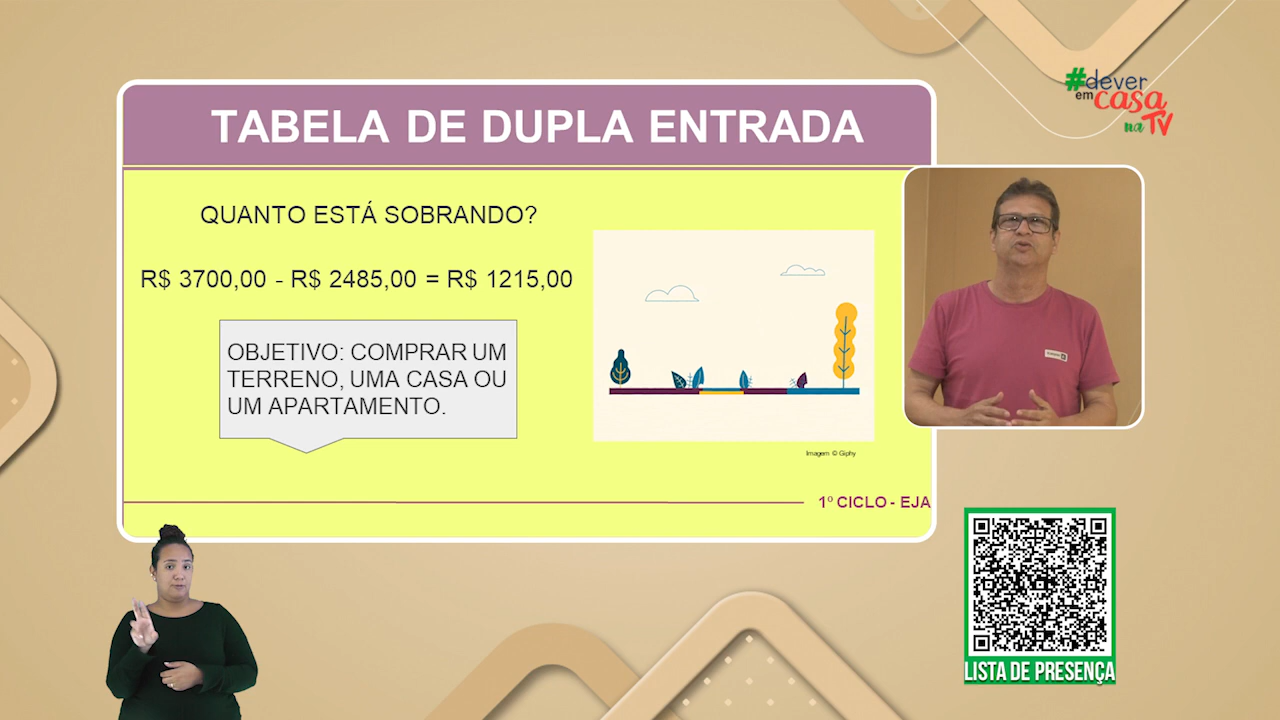 #dever
em casa
na TV
TABELA DE DUPLA ENTRADA
QUANTO ESTÁ SOBRANDO?
R$ 3700,00 - R$ 2485,00 = R$ 1215,00
OBJETIVO: COMPRAR UM
TERRENO, UMA CASA OU
UM APARTAMENTO.
Imagem © Giphy
1º CICLO - EJA
LISTA DE PRESENÇA